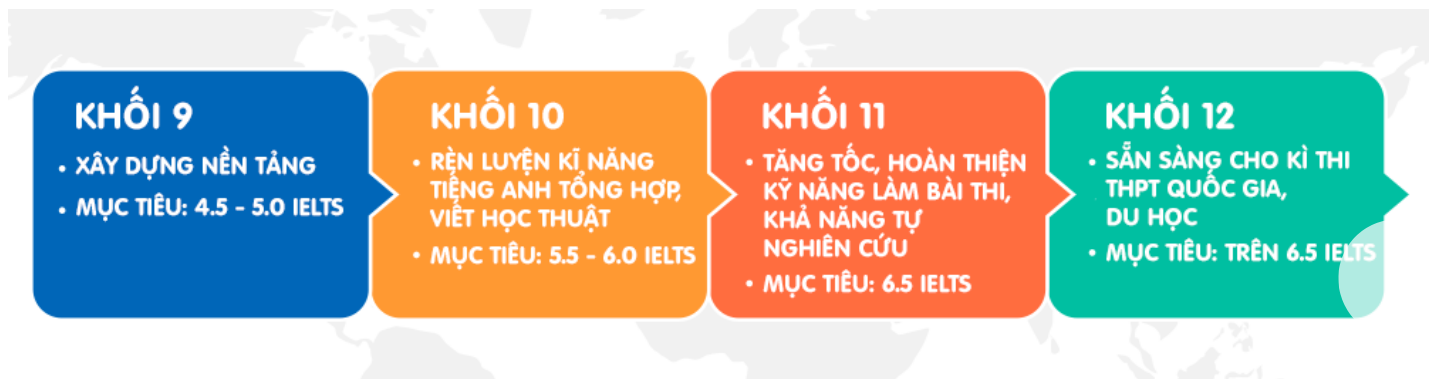 KHỐI 9
• XÂY DỰNG NỀN TẢNG
• MỤC TIÊU: 4.5 - 5.0 IELTS
KHỐI 10
• RÈN LUYỆN KĨ NĂNG
TIẾNG ANH TỔNG HỢP,
VIẾT HỌC THUẬT
• MỤC TIÊU: 5.5 - 6.0 IELTS
KHỐI 11
• TĂNG TỐC, HOÀN THIỆN
KỸ NĂNG LÀM BÀI THI,
KHẢ NĂNG TỰ
NGHIÊN CỨU
• MỤC TIÊU: 6.5 IELTS
KHỐI 12
• SẴN SÀNG CHO KÌ THI
THPT QUỐC GIA,
DU HỌC
• MỤC TIÊU: TRÊN 6.5 IELTS